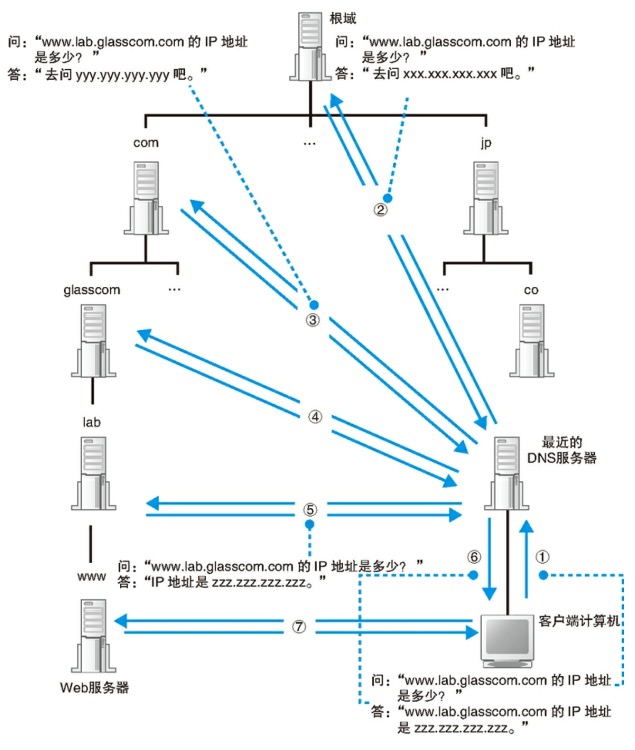 根域
问：“www.lab.glasscom.com 的 IP 地址
是多少？”
答：“去问 yyy.yyy.yyy.yyy 吧。”
问：“www.lab.glasscom.com 的 IP 地址
是多少？”
答：“去问 xxx.xxx.xxx.xxx 吧。”
com
…
jp
②
glasscom
…
…
co
③
④
lab
最近的
DNS服务器
⑤
问：“www.lab.glasscom.com 的 IP 地址是多少？”
答：“IP 地址是 zzz.zzz.zzz.zzz。”
⑥
①
www
⑦
客户端计算机
Web服务器
问：“www.lab.glasscom.com 的 IP 地址
是多少？”
答：“www.lab.glasscom.com 的 IP 地址
是 zzz.zzz.zzz.zzz。”